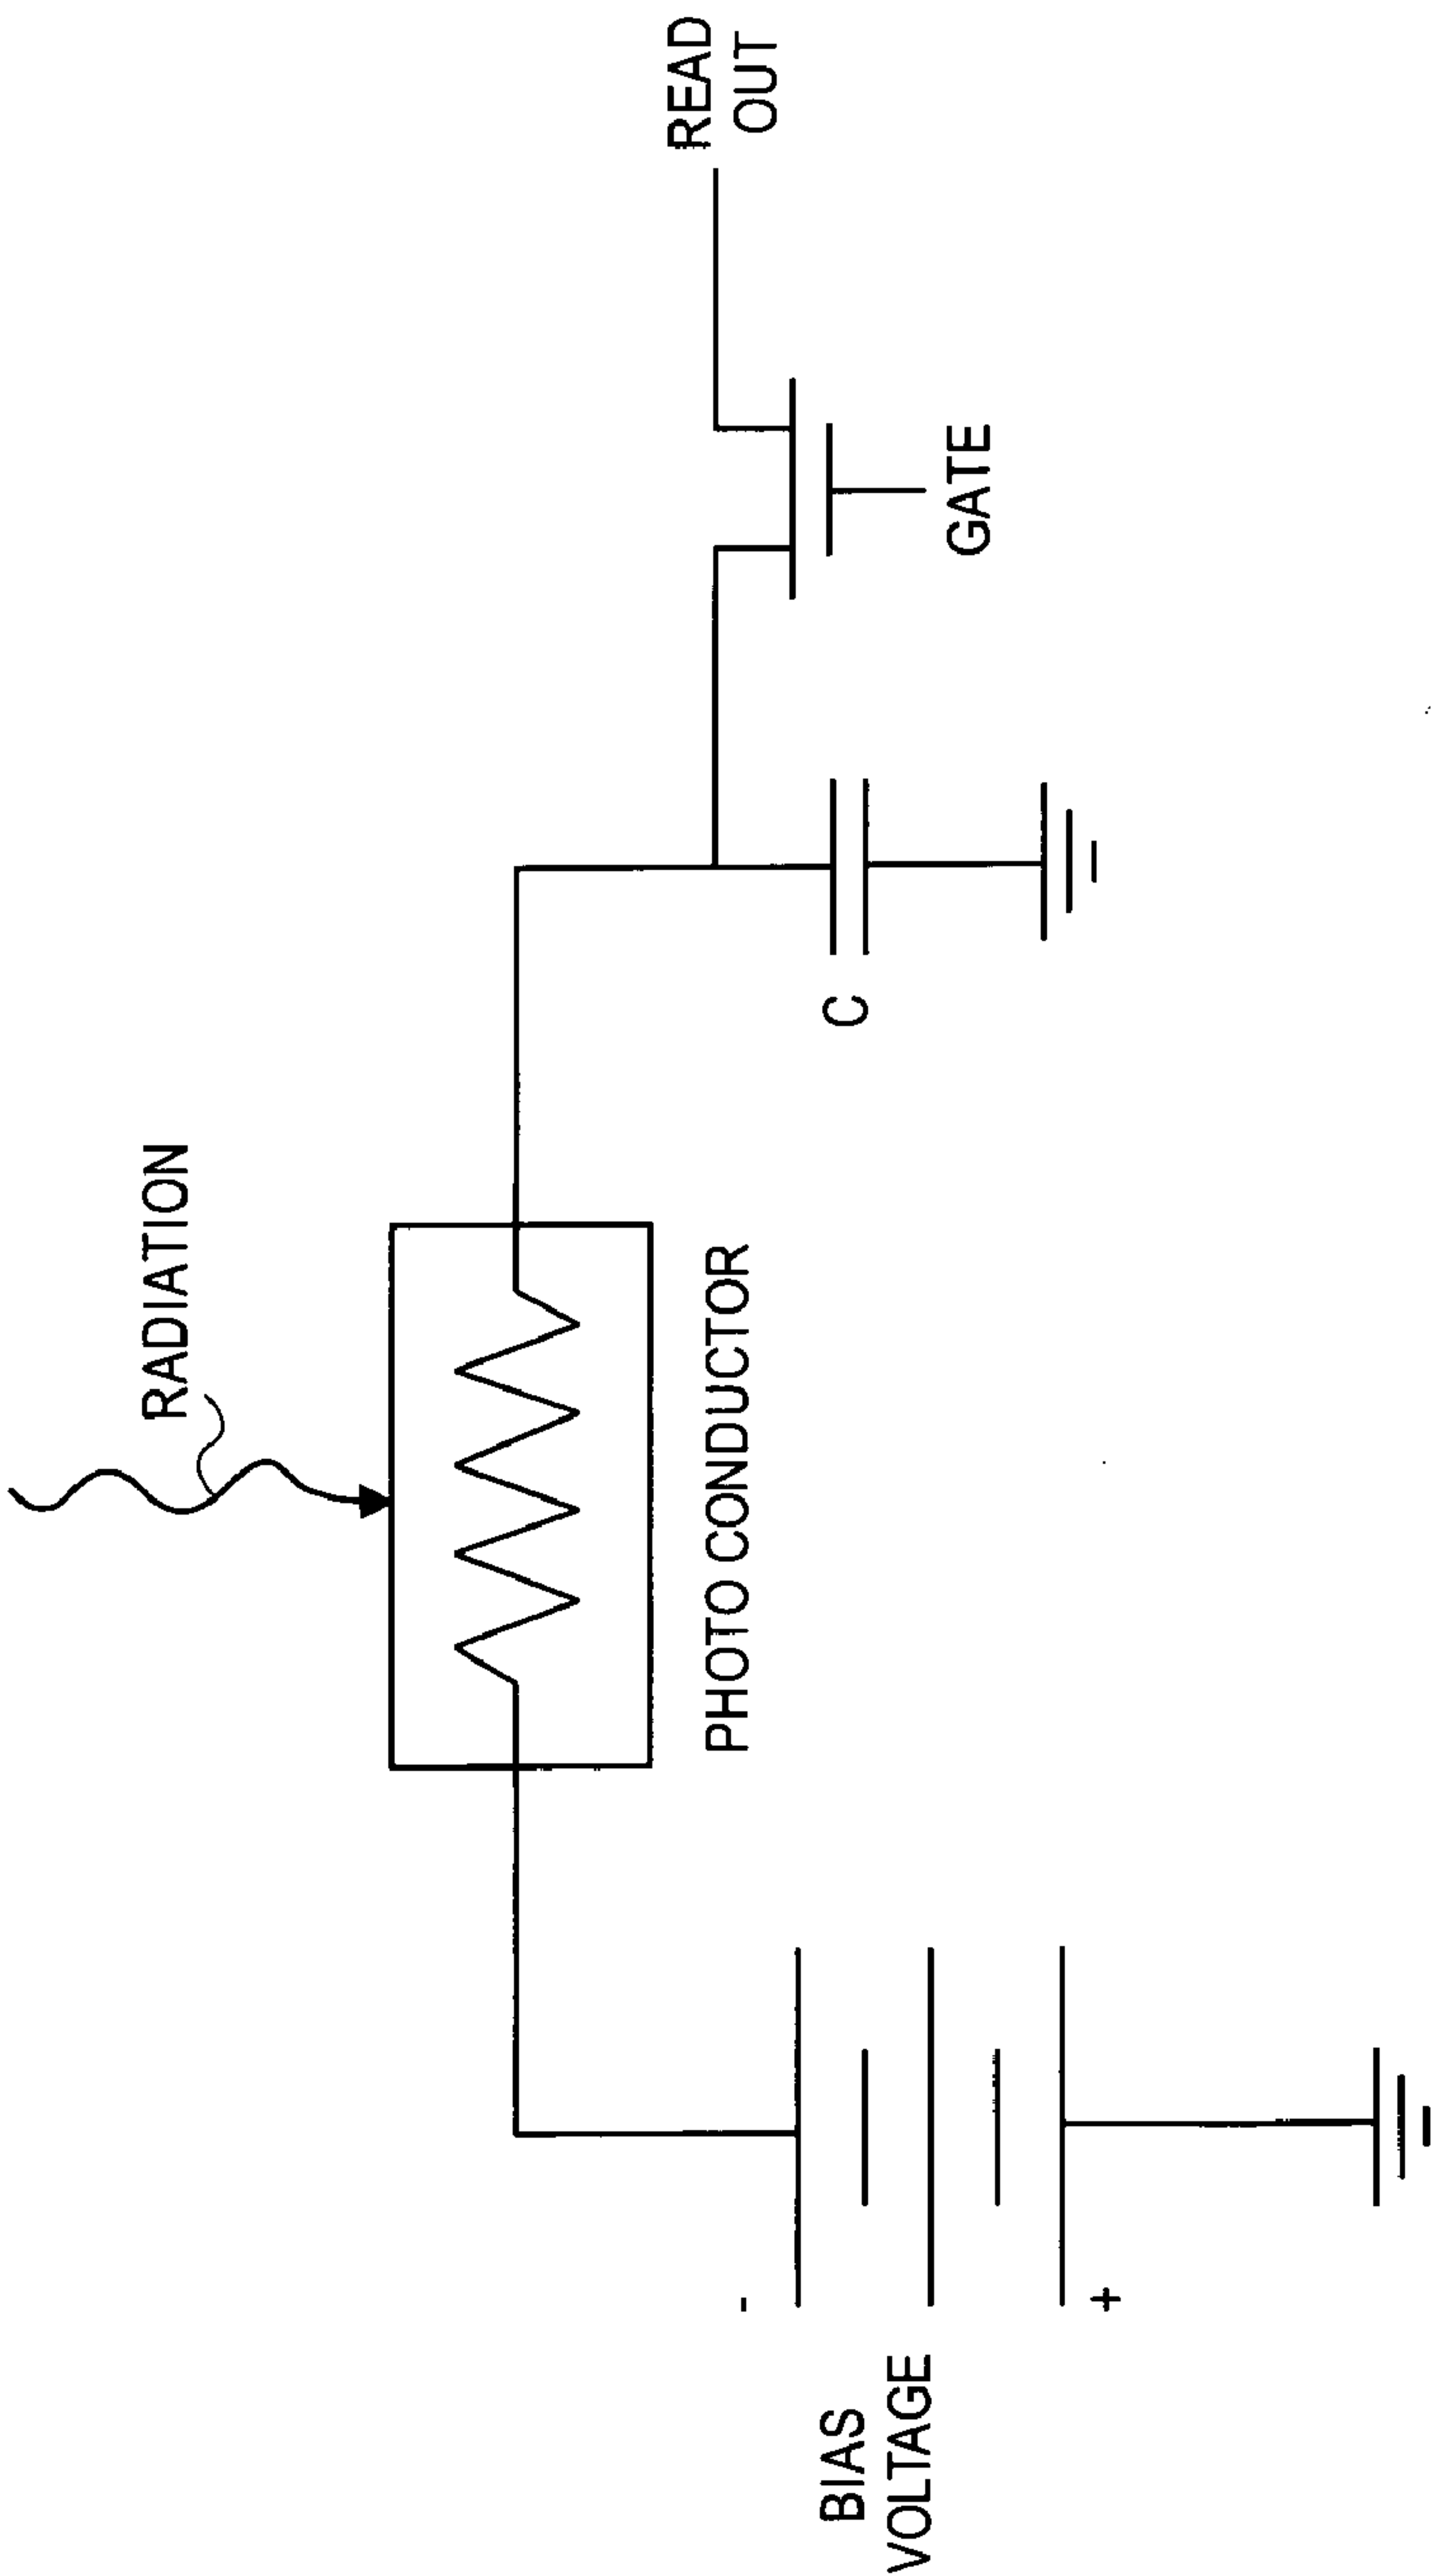 RADIATION
READ
OUT
PHOTO CONDUCTOR
GATE
C
-
BIAS
VOLTAGE
+